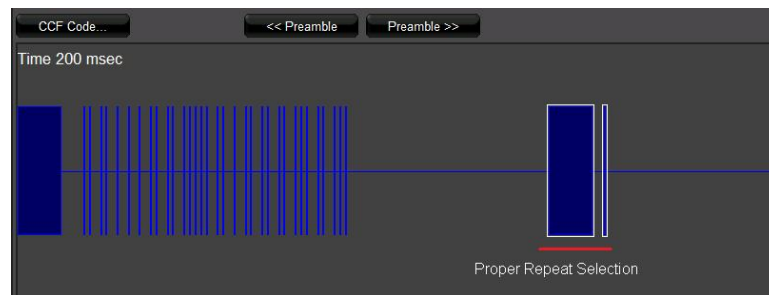 CCF Code...
<< Preamble
Preamble >>
Time 200 msec
Proper Repeat Selection